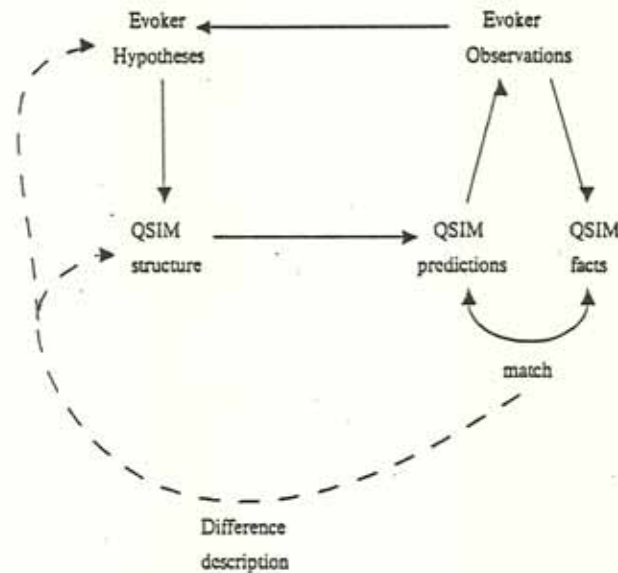 Evoker
Hypotheses
Evoker
Observations
QSIM
structure
QSIM
predictions
QSIM
facts
match
Difference
description